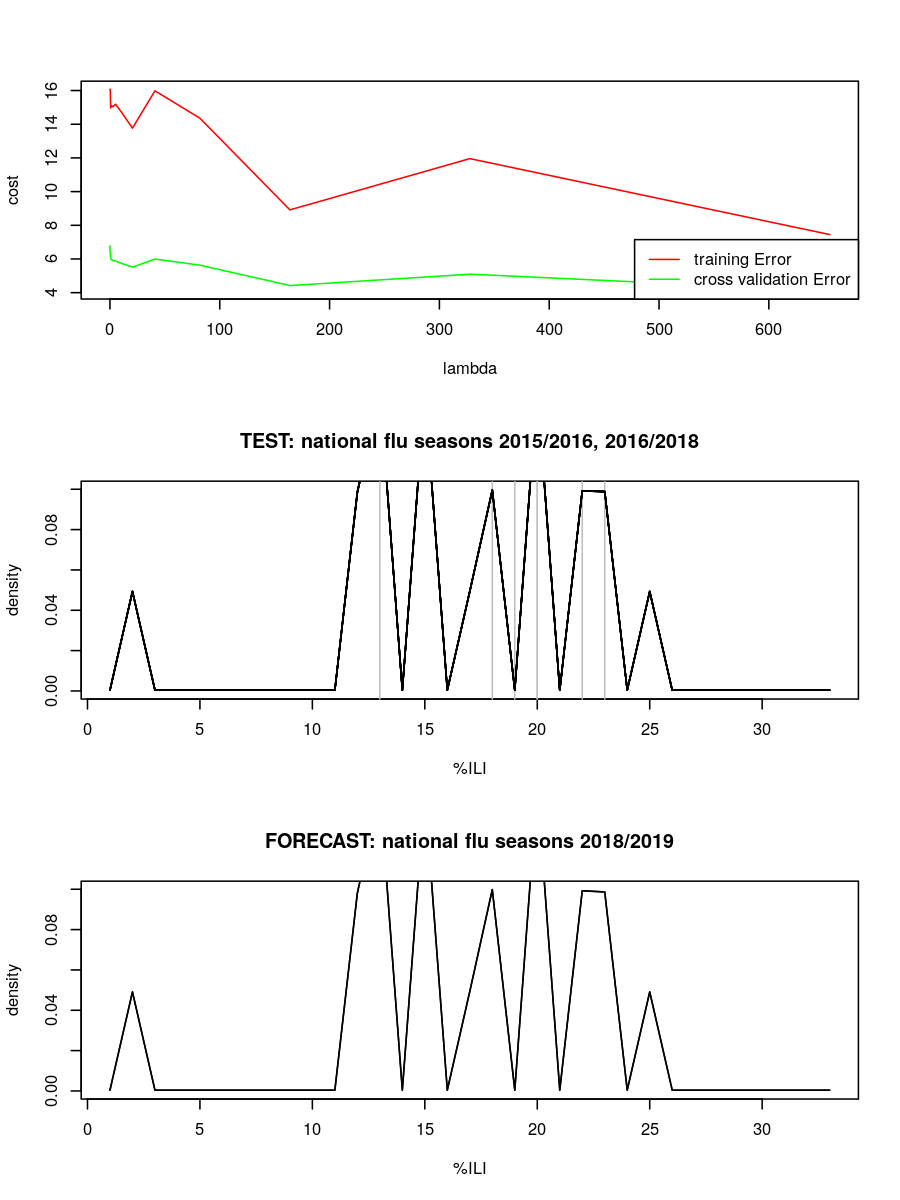 16
14
12
10
8
6
4
cost
training Error
cross validation Error
0 100 200 300 400 500 600
lambda
TEST: national flu seasons 2015/2016, 2016/2018
0.08
0.04
0.00
density
0 5 10 15 20 25 30
%ILI
FORECAST: national flu seasons 2018/2019
0.08
0.04
0.00
density
0 5 10 15 20 25 30
%ILI